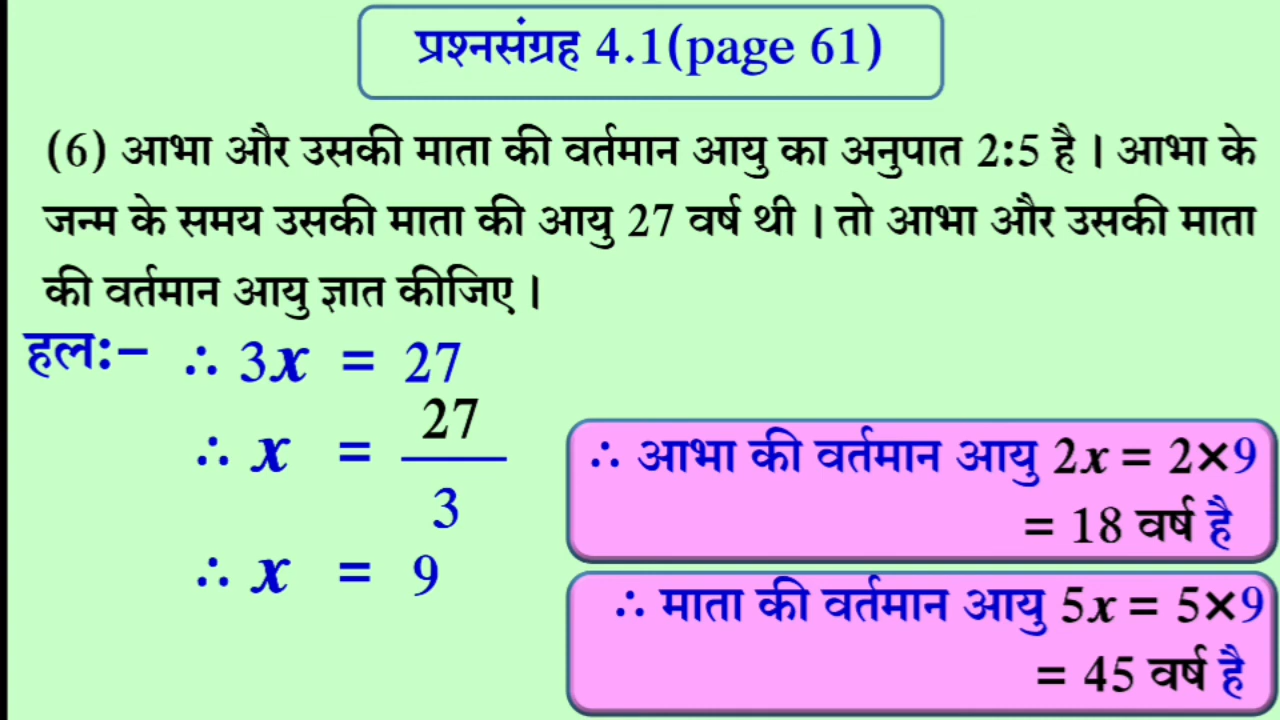 प्रश्नसंग्रह 4.1(page 61)
(6) आभा और उसकी माता की वर्तमान आयु का अनुपात 2:5 है । आभा के
जन्म के समय उसकी माता की आयु 27 वर्ष थी । तो आभा और उसकी माता
की वर्तमान आयु ज्ञात कीजिए ।
हल:– ∴ 3x = 27
∴ x = 27/3
∴ x = 9
∴ आभा की वर्तमान आयु 2x = 2×9
= 18 वर्ष है
∴ माता की वर्तमान आयु 5x = 5×9
= 45 वर्ष है